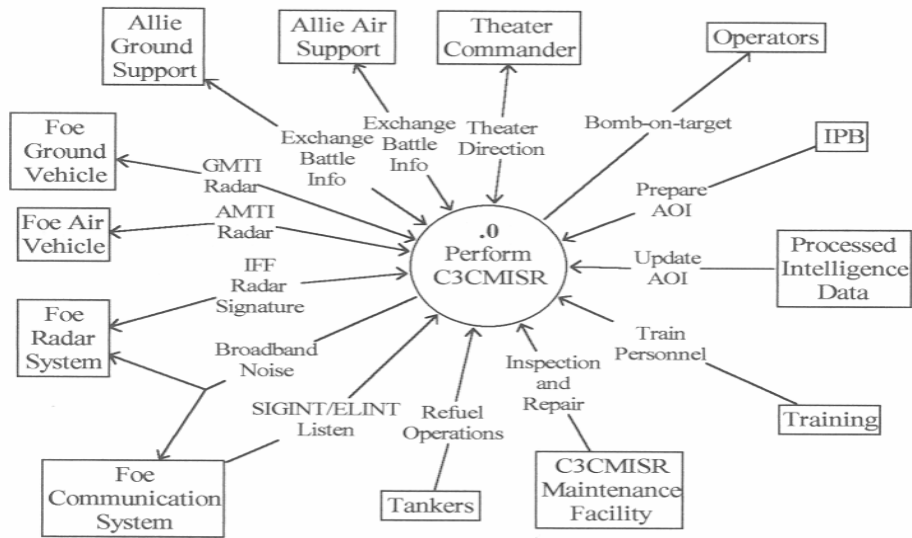 Allie
Ground
Support
Allie Air
Support
Theater
Commander
Operators
Foe
Ground
Vehicle
GMTI
Radar
Exchange
Battle
Info
Exchange
Battle
Info
Theater
Direction
Bomb-on-target
IPB
Prepare
AOI
Foe Air
Vehicle
AMTI
Radar
.0
Perform
C3CMISR
Update
AOI
Processed
Intelligence
Data
IFF
Radar
Signature
Foe
Radar
System
Broadband
Noise
Train
Personnel
Training
SIGINT/ELINT
Listen
Refuel
Operations
Inspection
and
Repair
Foe
Communication
System
Tankers
C3CMISR
Maintenance
Facility